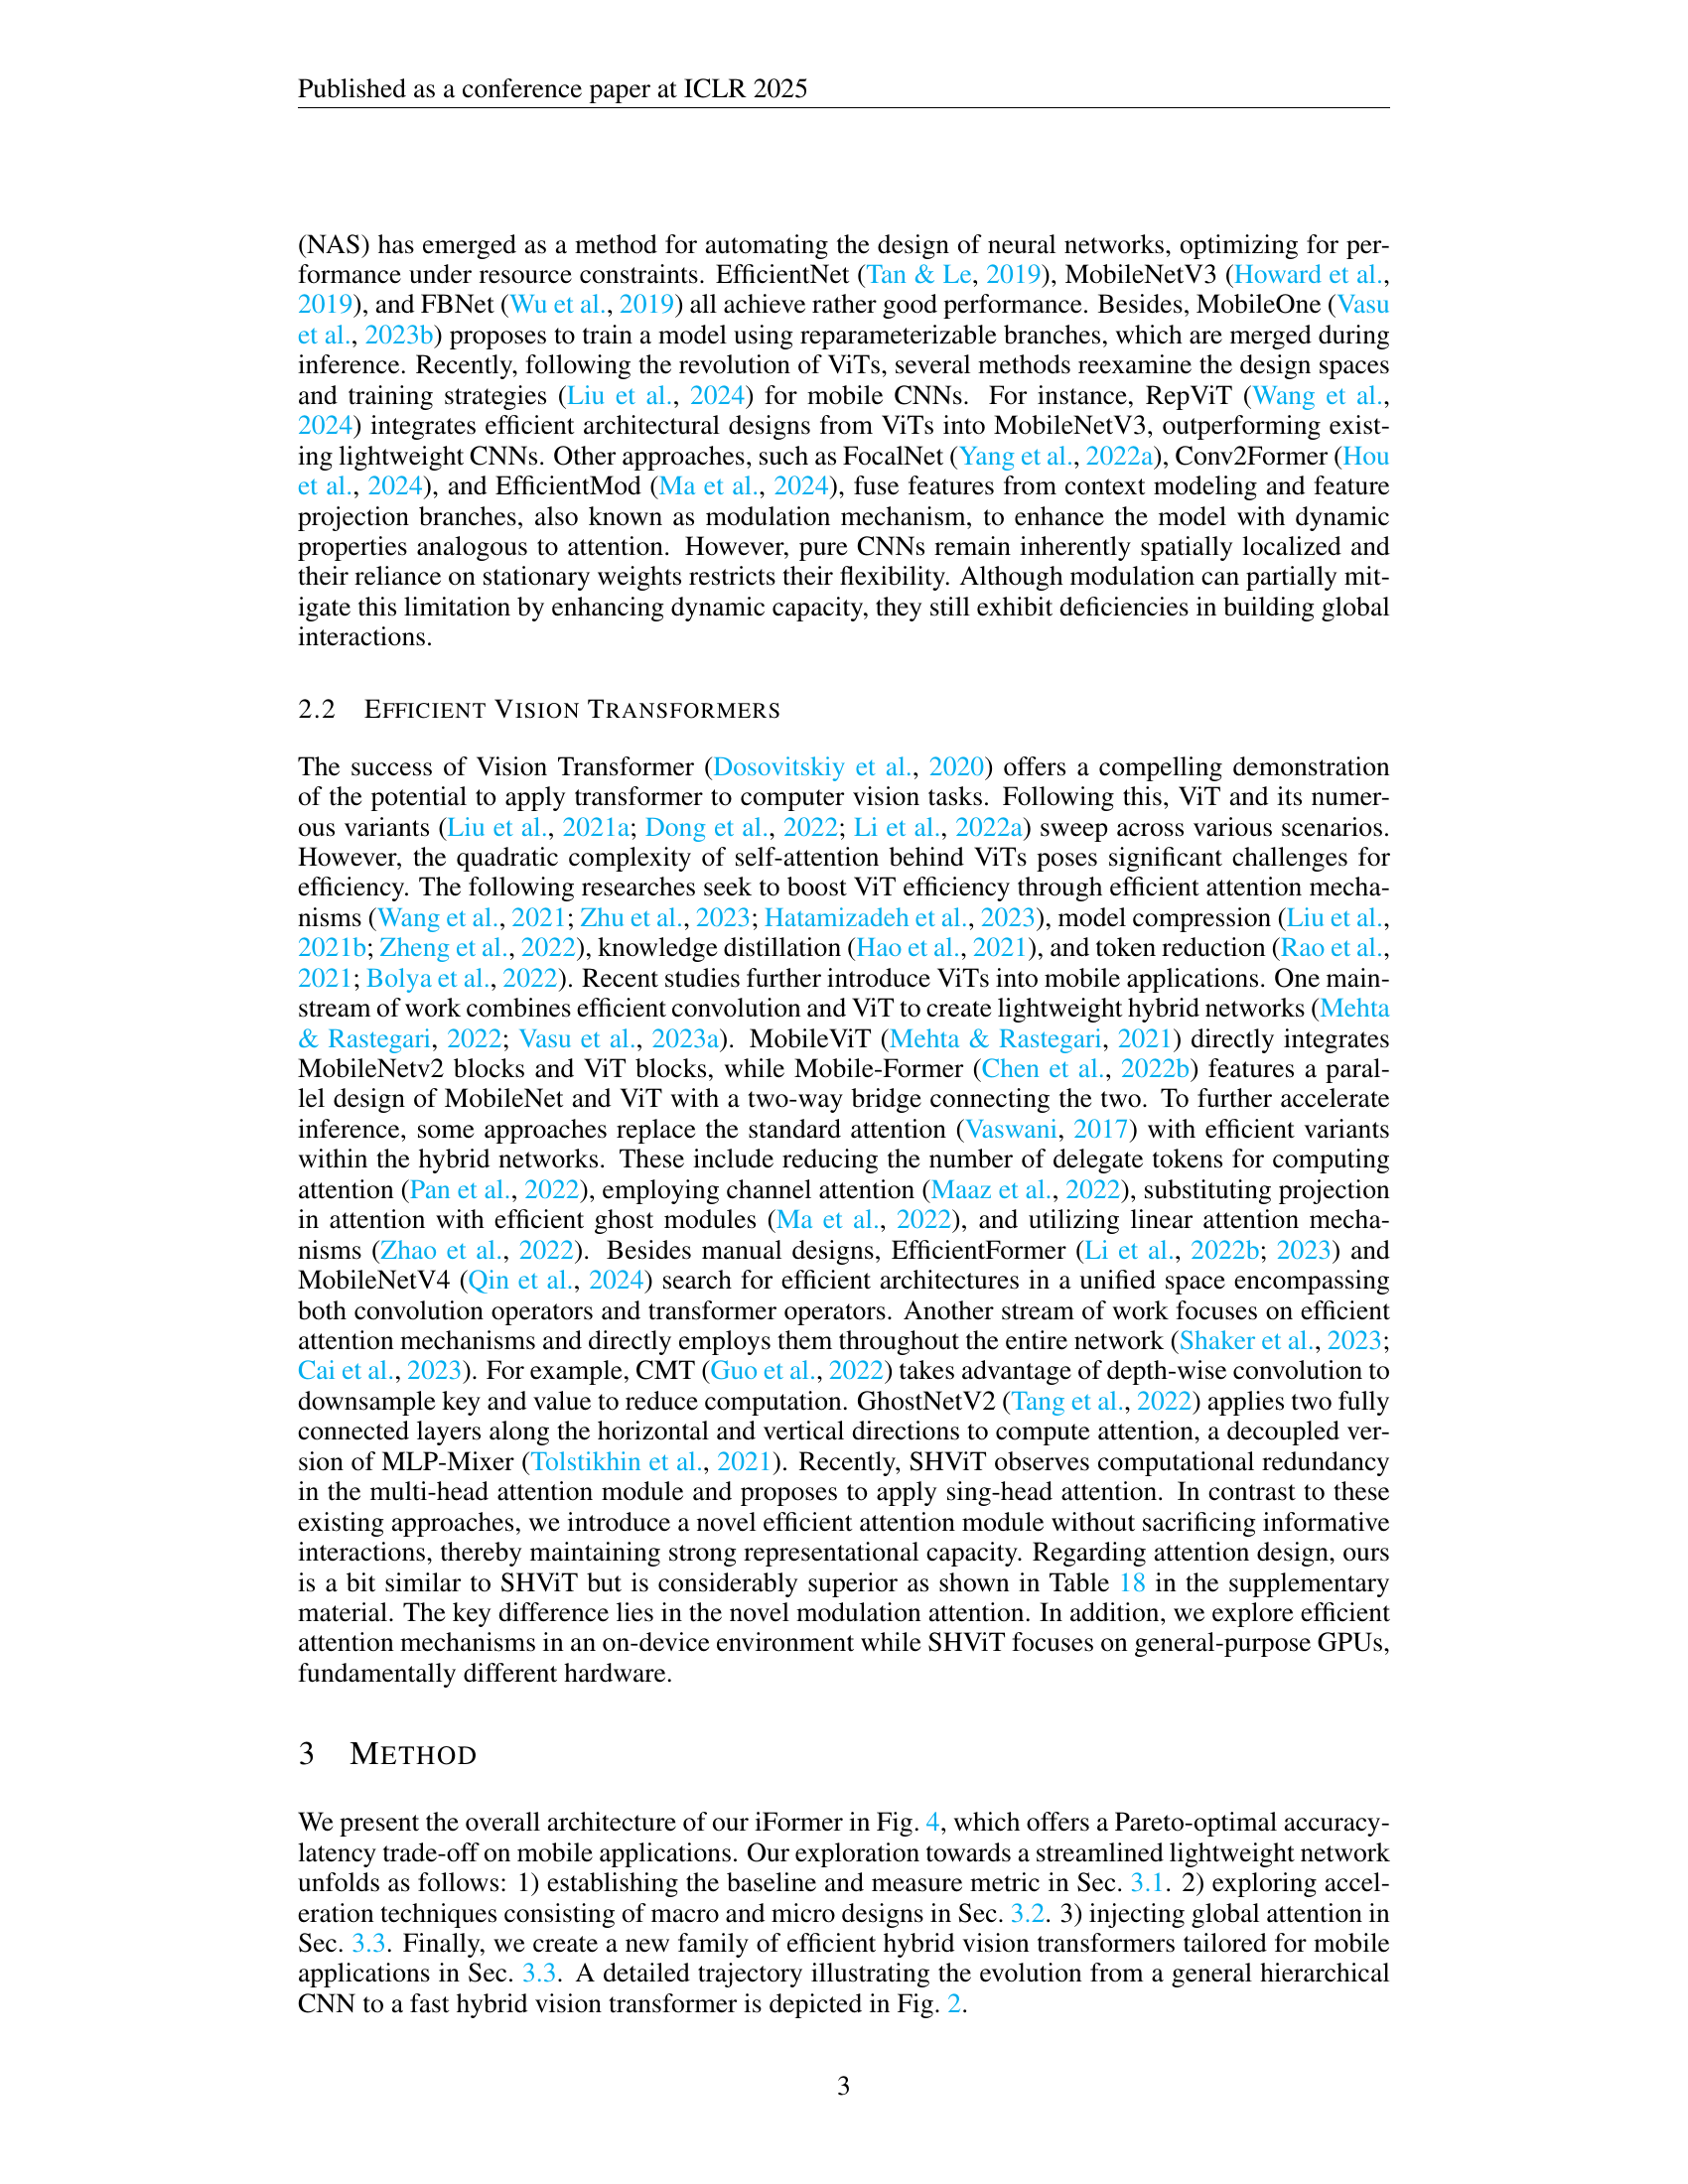 Published as a conference paper at ICLR 2025
(NAS) has emerged as a method for automating the design of neural networks, optimizing for per-
formance under resource constraints. EfficientNet (Tan & Le, 2019), MobileNetV3 (Howard et al.,
2019), and FBNet (Wu et al., 2019) all achieve rather good performance. Besides, MobileOne (Vasu
et al., 2023b) proposes to train a model using reparameterizable branches, which are merged during
inference. Recently, following the revolution of ViTs, several methods reexamine the design spaces
and training strategies (Liu et al., 2024) for mobile CNNs. For instance, RepViT (Wang et al.,
2024) integrates efficient architectural designs from ViTs into MobileNetV3, outperforming exist-
ing lightweight CNNs. Other approaches, such as FocalNet (Yang et al., 2022a), Conv2Former (Hou
et al., 2024), and EfficientMod (Ma et al., 2024), fuse features from context modeling and feature
projection branches, also known as modulation mechanism, to enhance the model with dynamic
properties analogous to attention. However, pure CNNs remain inherently spatially localized and
their reliance on stationary weights restricts their flexibility. Although modulation can partially mit-
igate this limitation by enhancing dynamic capacity, they still exhibit deficiencies in building global
interactions.
2.2 EFFICIENT VISION TRANSFORMERS
The success of Vision Transformer (Dosovitskiy et al., 2020) offers a compelling demonstration
of the potential to apply transformer to computer vision tasks. Following this, ViT and its numer-
ous variants (Liu et al., 2021a; Dong et al., 2022; Li et al., 2022a) sweep across various scenarios.
However, the quadratic complexity of self-attention behind ViTs poses significant challenges for
efficiency. The following researches seek to boost ViT efficiency through efficient attention mecha-
nisms (Wang et al., 2021; Zhu et al., 2023; Hatamizadeh et al., 2023), model compression (Liu et al.,
2021b; Zheng et al., 2022), knowledge distillation (Hao et al., 2021), and token reduction (Rao et al.,
2021; Bolya et al., 2022). Recent studies further introduce ViTs into mobile applications. One main-
stream of work combines efficient convolution and ViT to create lightweight hybrid networks (Mehta
& Rastegari, 2022; Vasu et al., 2023a). MobileViT (Mehta & Rastegari, 2021) directly integrates
MobileNetv2 blocks and ViT blocks, while Mobile-Former (Chen et al., 2022b) features a paral-
lel design of MobileNet and ViT with a two-way bridge connecting the two. To further accelerate
inference, some approaches replace the standard attention (Vaswani, 2017) with efficient variants
within the hybrid networks. These include reducing the number of delegate tokens for computing
attention (Pan et al., 2022), employing channel attention (Maaz et al., 2022), substituting projection
in attention with efficient ghost modules (Ma et al., 2022), and utilizing linear attention mecha-
nisms (Zhao et al., 2022). Besides manual designs, EfficientFormer (Li et al., 2022b; 2023) and
MobileNetV4 (Qin et al., 2024) search for efficient architectures in a unified space encompassing
both convolution operators and transformer operators. Another stream of work focuses on efficient
attention mechanisms and directly employs them throughout the entire network (Shaker et al., 2023;
Cai et al., 2023). For example, CMT (Guo et al., 2022) takes advantage of depth-wise convolution to
downsample key and value to reduce computation. GhostNetV2 (Tang et al., 2022) applies two fully
connected layers along the horizontal and vertical directions to compute attention, a decoupled ver-
sion of MLP-Mixer (Tolstikhin et al., 2021). Recently, SHViT observes computational redundancy
in the multi-head attention module and proposes to apply sing-head attention. In contrast to these
existing approaches, we introduce a novel efficient attention module without sacrificing informative
interactions, thereby maintaining strong representational capacity. Regarding attention design, ours
is a bit similar to SHViT but is considerably superior as shown in Table 18 in the supplementary
material. The key difference lies in the novel modulation attention. In addition, we explore efficient
attention mechanisms in an on-device environment while SHViT focuses on general-purpose GPUs,
fundamentally different hardware.
3 METHOD
We present the overall architecture of our iFormer in Fig. 4, which offers a Pareto-optimal accuracy-
latency trade-off on mobile applications. Our exploration towards a streamlined lightweight network
unfolds as follows: 1) establishing the baseline and measure metric in Sec. 3.1. 2) exploring accel-
eration techniques consisting of macro and micro designs in Sec. 3.2. 3) injecting global attention in
Sec. 3.3. Finally, we create a new family of efficient hybrid vision transformers tailored for mobile
applications in Sec. 3.3. A detailed trajectory illustrating the evolution from a general hierarchical
CNN to a fast hybrid vision transformer is depicted in Fig. 2.
3